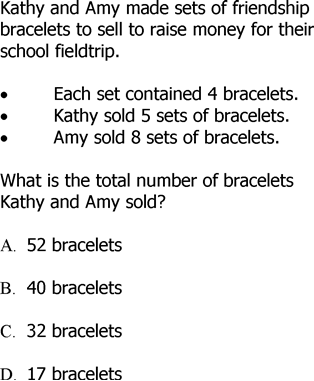 Kathy and Amy made sets of friendship
bracelets to sell to raise money for their
school fieldtrip.
• Each set contained 4 bracelets.
• Kathy sold 5 sets of bracelets.
• Amy sold 8 sets of bracelets.
What is the total number of bracelets
Kathy and Amy sold?
A. 52 bracelets
B. 40 bracelets
C. 32 bracelets
D. 17 bracelets